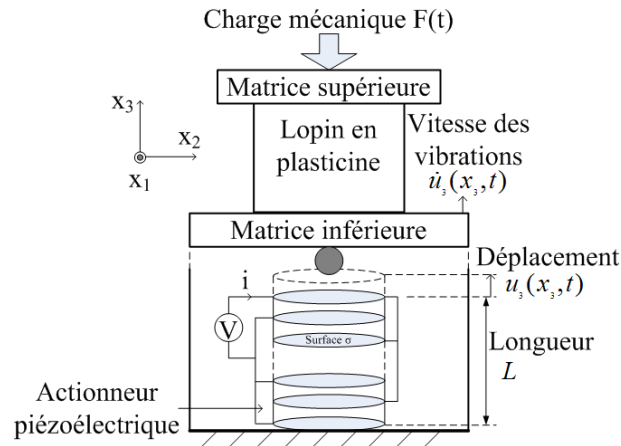 Charge mécanique F(t)
Matrice supérieure
x₃
x₂
x₁
Lopin en
plasticine
Vitesse des
vibrations
u̇₃(x₃,t)
Matrice inférieure
Déplacement
u₃(x₃,t)
i
V
Surface σ
Longueur
L
Actionneur
piézoélectrique